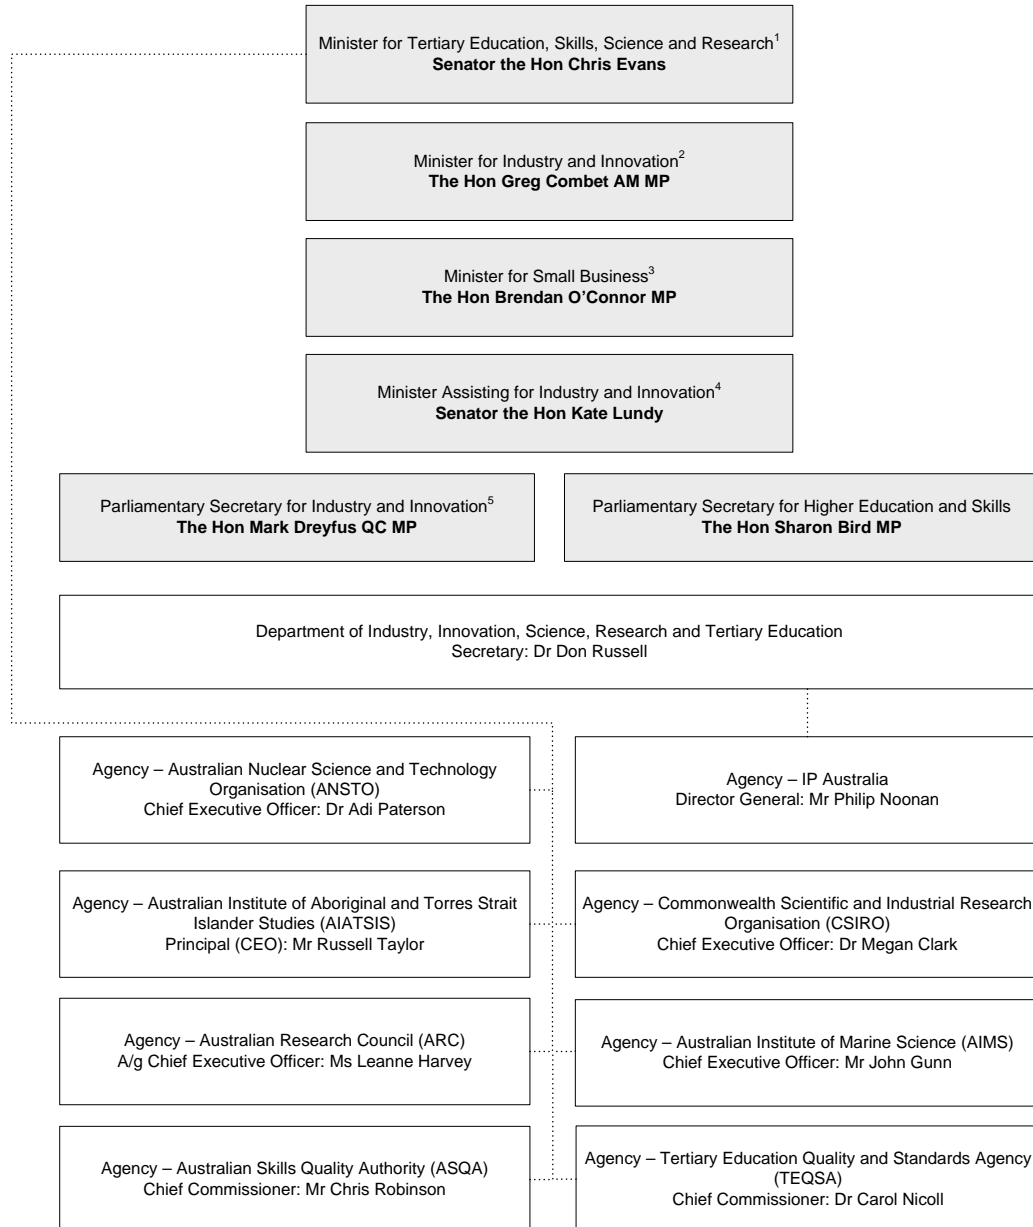 Minister for Tertiary Education, Skills, Science and Research¹
Senator the Hon Chris Evans
Minister for Industry and Innovation²
The Hon Greg Combet AM MP
Minister for Small Business³
The Hon Brendan O’Connor MP
Minister Assisting for Industry and Innovation⁴
Senator the Hon Kate Lundy
Parliamentary Secretary for Industry and Innovation⁵
The Hon Mark Dreyfus QC MP
Parliamentary Secretary for Higher Education and Skills
The Hon Sharon Bird MP
Department of Industry, Innovation, Science, Research and Tertiary Education
Secretary: Dr Don Russell
Agency – Australian Nuclear Science and Technology
Organisation (ANSTO)
Chief Executive Officer: Dr Adi Paterson
Agency – IP Australia
Director General: Mr Philip Noonan
Agency – Australian Institute of Aboriginal and Torres Strait
Islander Studies (AIATSIS)
Principal (CEO): Mr Russell Taylor
Agency – Commonwealth Scientific and Industrial Research
Organisation (CSIRO)
Chief Executive Officer: Dr Megan Clark
Agency – Australian Research Council (ARC)
A/g Chief Executive Officer: Ms Leanne Harvey
Agency – Australian Institute of Marine Science (AIMS)
Chief Executive Officer: Mr John Gunn
Agency – Australian Skills Quality Authority (ASQA)
Chief Commissioner: Mr Chris Robinson
Agency – Tertiary Education Quality and Standards Agency
(TEQSA)
Chief Commissioner: Dr Carol Nicoll